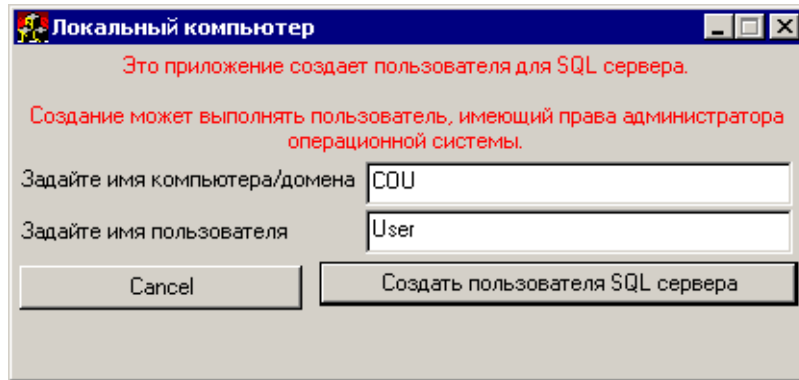 Локальный компьютер
Это приложение создает пользователя для SQL сервера.
Создание может выполнять пользователь, имеющий права администратора
операционной системы.
Задайте имя компьютера/домена COU
Задайте имя пользователя User
Cancel Создать пользователя SQL сервера